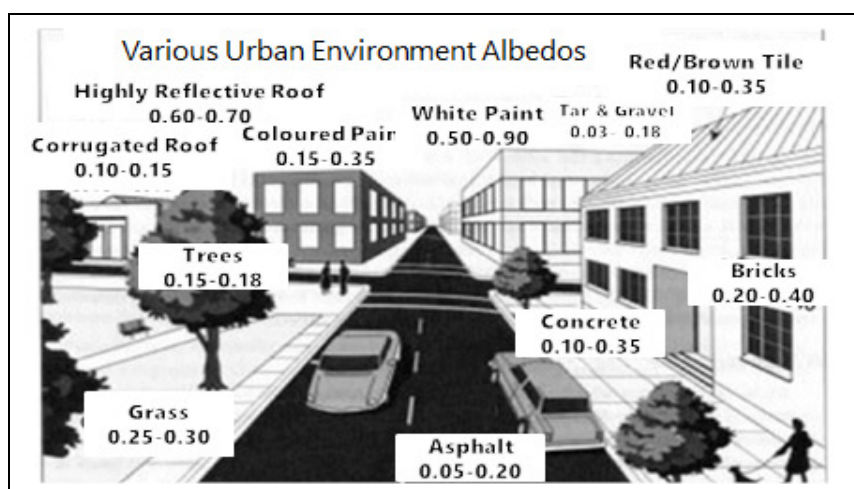 Various Urban Environment Albedos
Red/Brown Tile
0.10-0.35
Highly Reflective Roof
0.60-0.70
White Paint
0.50-0.90
Tar & Gravel
0.03- 0.18
Coloured Pain
0.15-0.35
Corrugated Roof
0.10-0.15
Trees
0.15-0.18
Bricks
0.20-0.40
Concrete
0.10-0.35
Grass
0.25-0.30
Asphalt
0.05-0.20